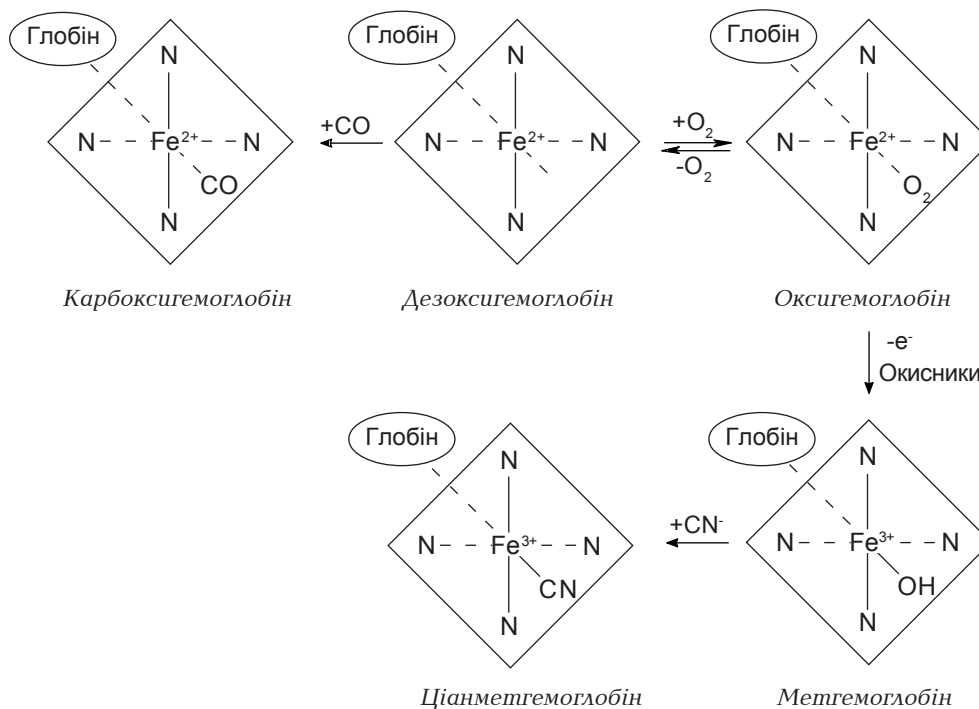 Глобін
Глобін
Глобін
N
N
N
N Fe²⁺ N
+CO
N Fe²⁺ N
+O₂
-O₂
N Fe²⁺ N
CO
O₂
N
N
N
Карбоксигемоглобін
Дезоксигемоглобін
Оксигемоглобін
-e⁻
Окисники
Глобін
Глобін
N
N
N Fe³⁺ N
+CN⁻
N Fe³⁺ N
CN
OH
N
N
Ціанметгемоглобін
Метгемоглобін